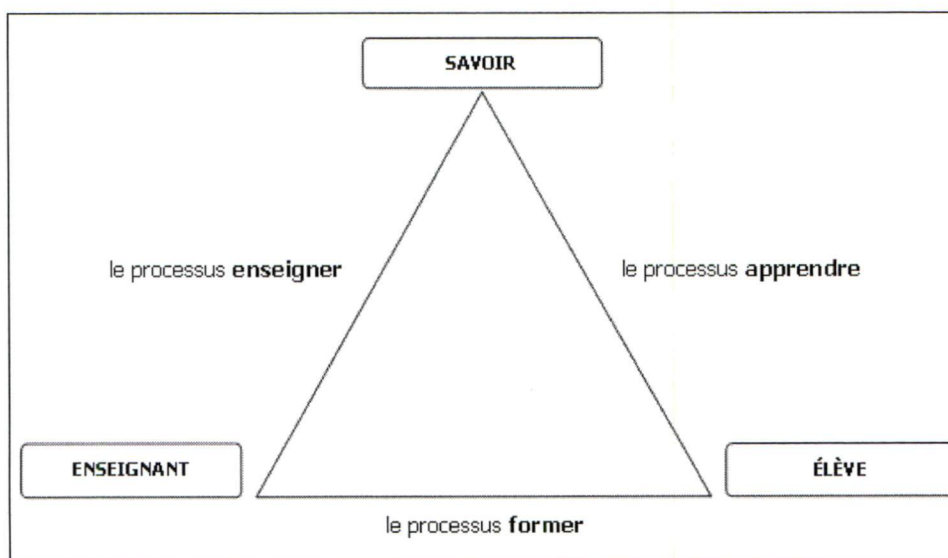 SAVOIR
le processus enseigner
le processus apprendre
ENSEIGNANT
ÉLÈVE
le processus former